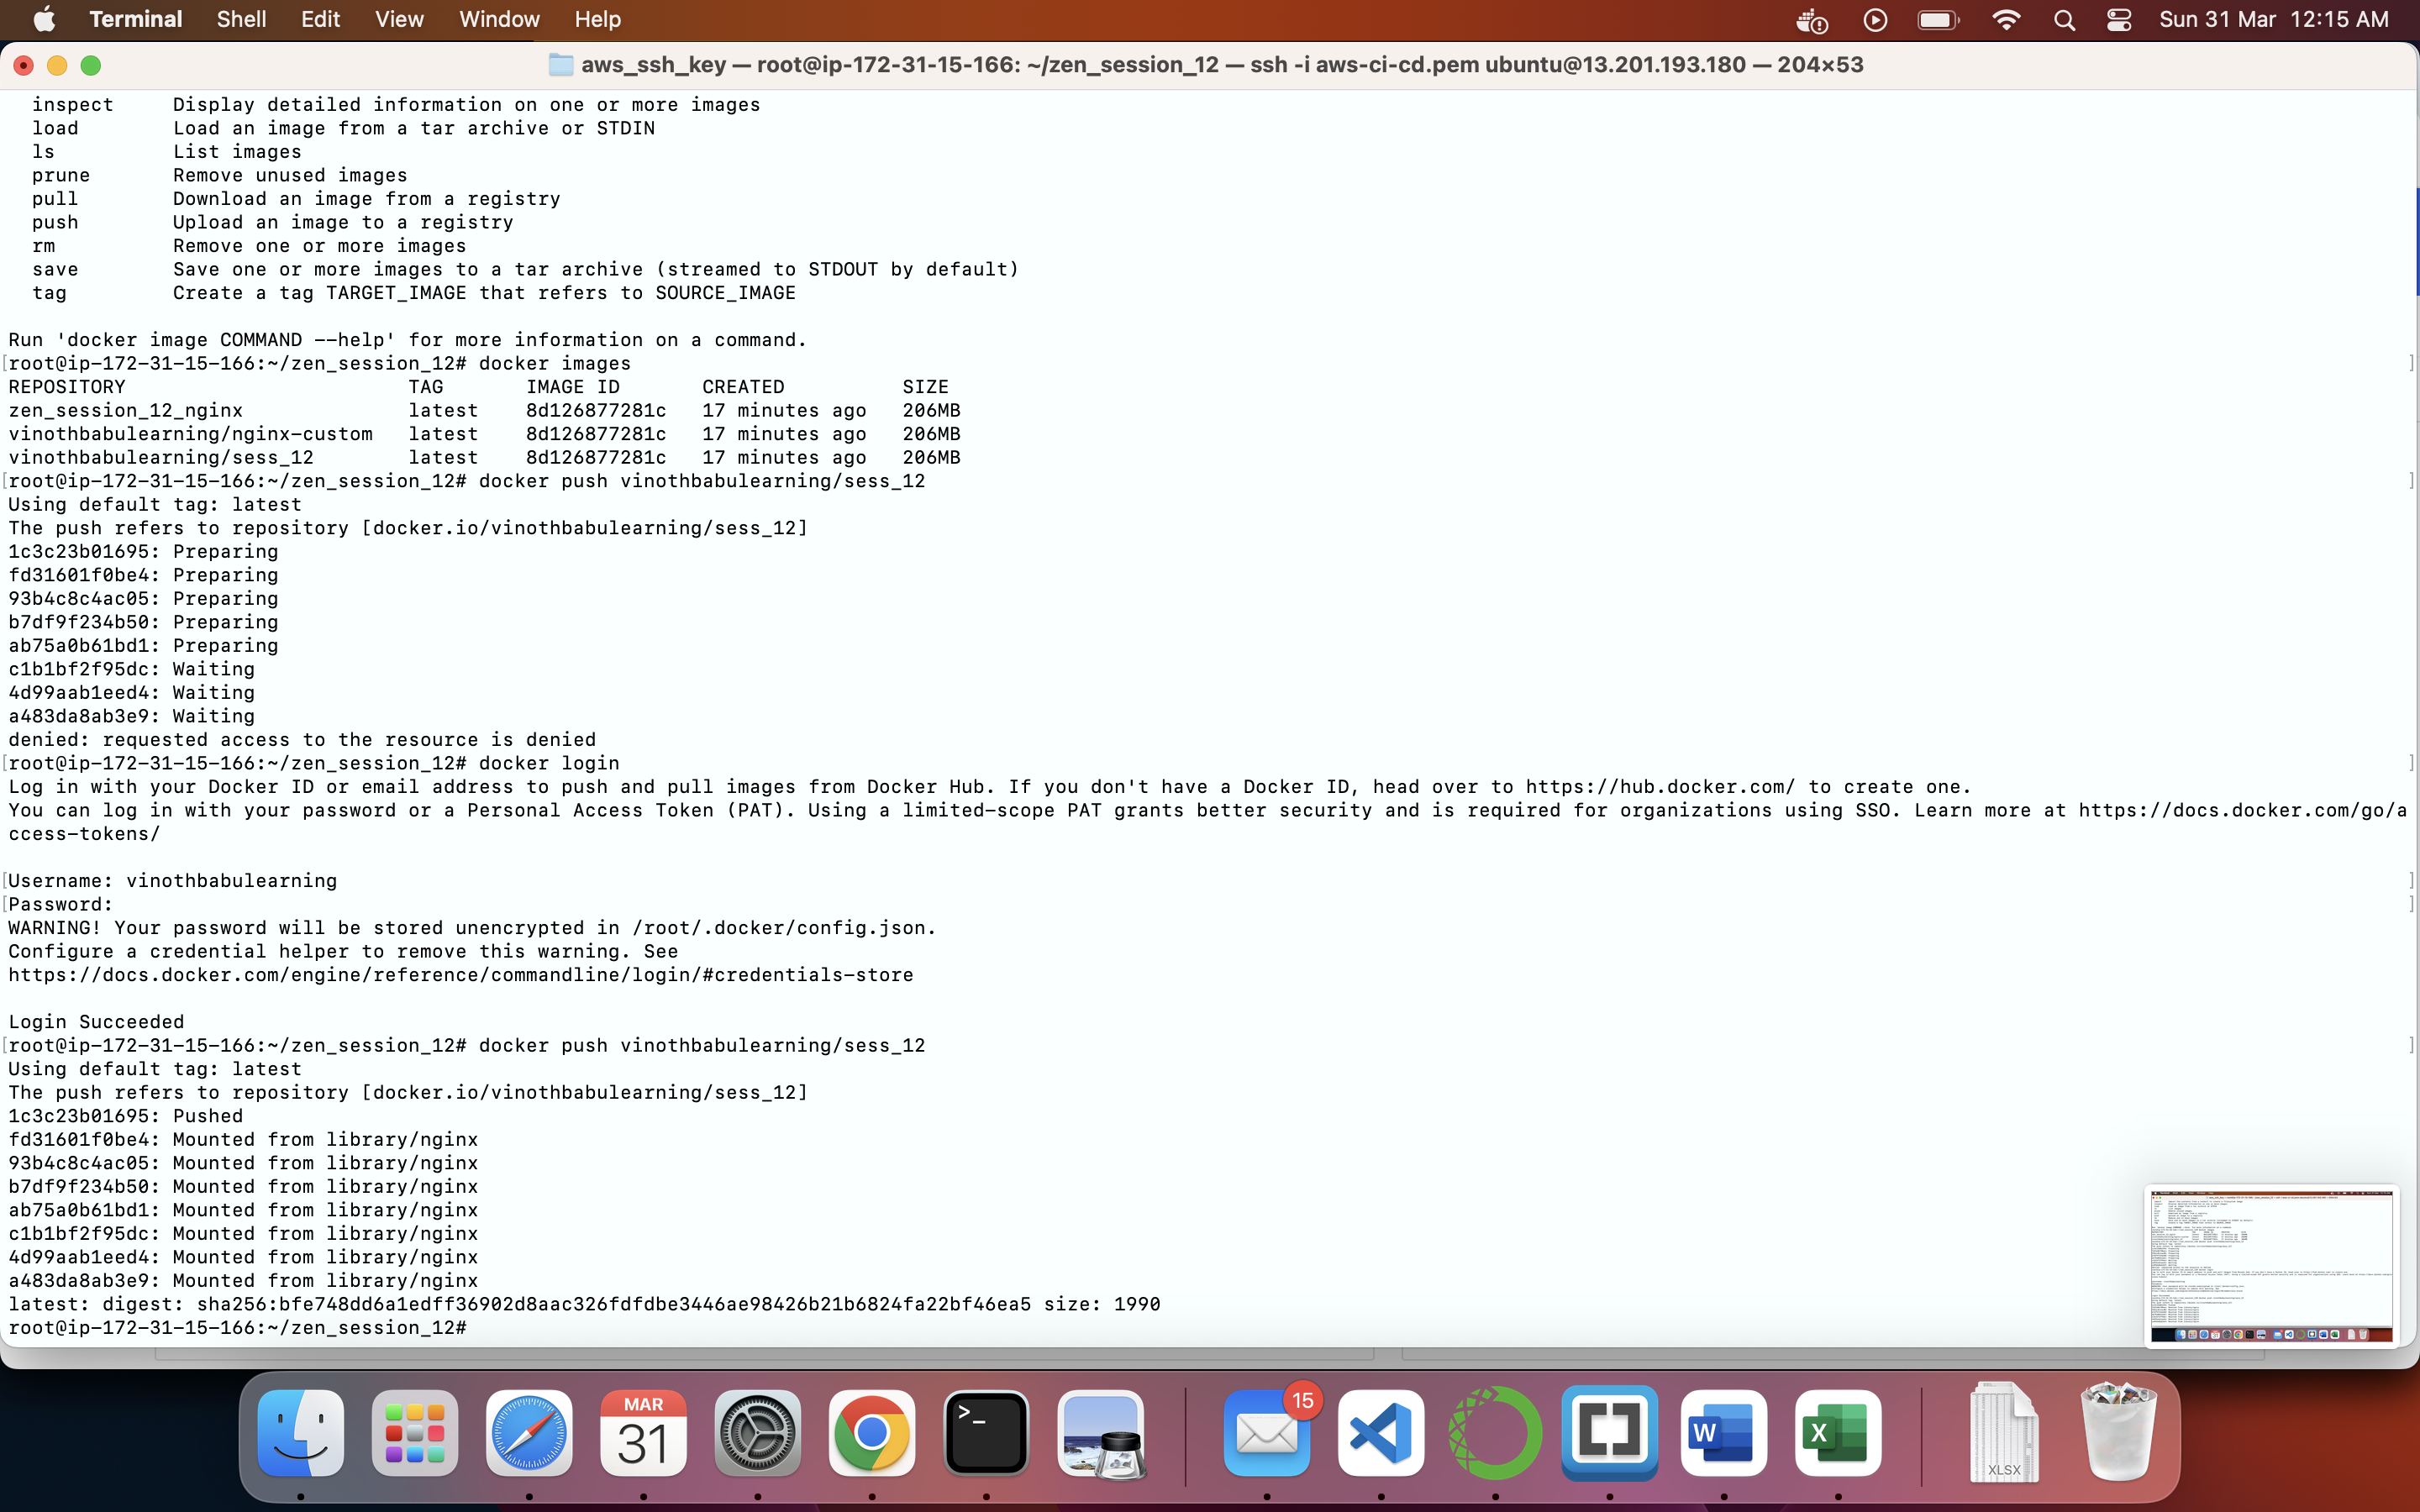 Terminal Shell Edit View Window Help Sun 31 Mar 12:15 AM
aws_ssh_key — root@ip-172-31-15-166: ~/zen_session_12 — ssh -i aws-ci-cd.pem ubuntu@13.201.193.180 — 204×53
inspect Display detailed information on one or more images
load Load an image from a tar archive or STDIN
ls List images
prune Remove unused images
pull Download an image from a registry
push Upload an image to a registry
rm Remove one or more images
save Save one or more images to a tar archive (streamed to STDOUT by default)
tag Create a tag TARGET_IMAGE that refers to SOURCE_IMAGE
Run 'docker image COMMAND --help' for more information on a command.
[root@ip-172-31-15-166:~/zen_session_12# docker images ]
REPOSITORY TAG IMAGE ID CREATED SIZE
zen_session_12_nginx latest 8d126877281c 17 minutes ago 206MB
vinothbabulearning/nginx-custom latest 8d126877281c 17 minutes ago 206MB
vinothbabulearning/sess_12 latest 8d126877281c 17 minutes ago 206MB
[root@ip-172-31-15-166:~/zen_session_12# docker push vinothbabulearning/sess_12 ]
Using default tag: latest
The push refers to repository [docker.io/vinothbabulearning/sess_12]
1c3c23b01695: Preparing
fd31601f0be4: Preparing
93b4c8c4ac05: Preparing
b7df9f234b50: Preparing
ab75a0b61bd1: Preparing
c1b1bf2f95dc: Waiting
4d99aab1eed4: Waiting
a483da8ab3e9: Waiting
denied: requested access to the resource is denied
[root@ip-172-31-15-166:~/zen_session_12# docker login ]
Log in with your Docker ID or email address to push and pull images from Docker Hub. If you don't have a Docker ID, head over to https://hub.docker.com/ to create one.
You can log in with your password or a Personal Access Token (PAT). Using a limited-scope PAT grants better security and is required for organizations using SSO. Learn more at https://docs.docker.com/go/a
ccess-tokens/
[Username: vinothbabulearning ]
[Password: ]
WARNING! Your password will be stored unencrypted in /root/.docker/config.json.
Configure a credential helper to remove this warning. See
https://docs.docker.com/engine/reference/commandline/login/#credentials-store
Login Succeeded
[root@ip-172-31-15-166:~/zen_session_12# docker push vinothbabulearning/sess_12 ]
Using default tag: latest
The push refers to repository [docker.io/vinothbabulearning/sess_12]
1c3c23b01695: Pushed
fd31601f0be4: Mounted from library/nginx
93b4c8c4ac05: Mounted from library/nginx
b7df9f234b50: Mounted from library/nginx
ab75a0b61bd1: Mounted from library/nginx
c1b1bf2f95dc: Mounted from library/nginx
4d99aab1eed4: Mounted from library/nginx
a483da8ab3e9: Mounted from library/nginx
latest: digest: sha256:bfe748dd6a1edff36902d8aac326fdfdbe3446ae98426b21b6824fa22bf46ea5 size: 1990
root@ip-172-31-15-166:~/zen_session_12#
MAR
31
>_
15
W
X
XLSX